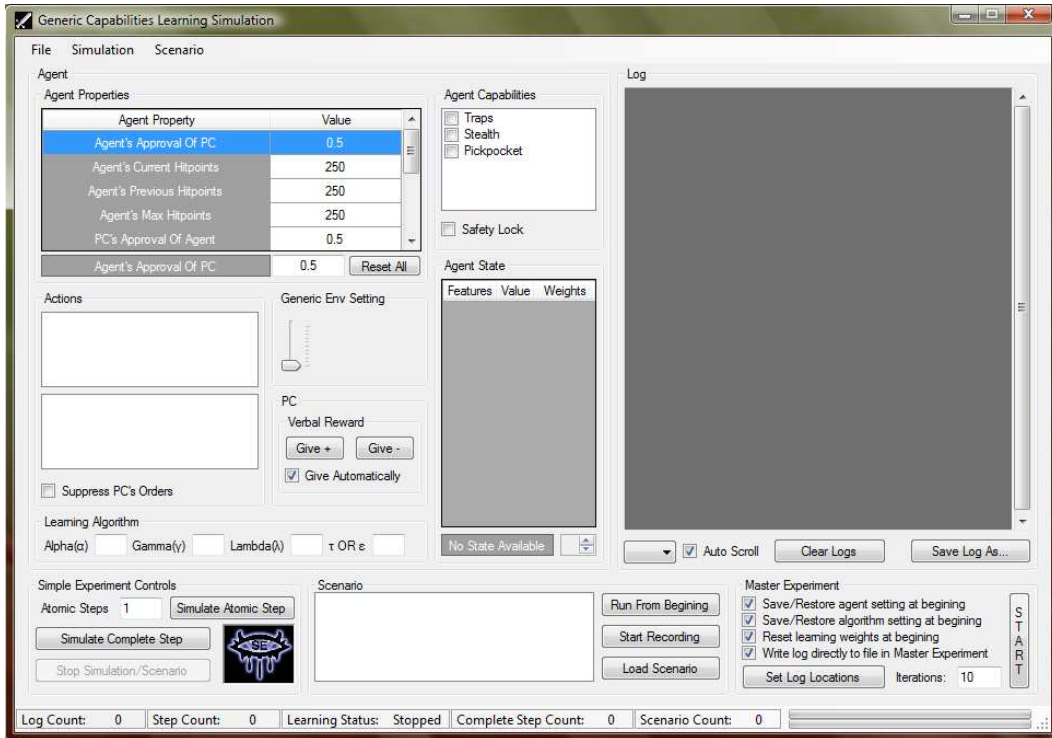 Generic Capabilities Learning Simulation
File Simulation Scenario
Agent
Agent Properties
Agent Property Value
Agent's Approval Of PC 0.5
Agent's Current Hitpoints 250
Agent's Previous Hitpoints 250
Agent's Max Hitpoints 250
PC's Approval Of Agent 0.5
Agent's Approval Of PC 0.5 Reset All
Agent Capabilities
Traps
Stealth
Pickpocket
Safety Lock
Agent State
Features Value Weights
No State Available
Actions
Suppress PC's Orders
Generic Env Setting
PC
Verbal Reward
Give + Give -
Give Automatically
Learning Algorithm
Alpha(α) Gamma(γ) Lambda(λ) τ OR ε
Log
Auto Scroll Clear Logs Save Log As...
Simple Experiment Controls
Atomic Steps 1 Simulate Atomic Step
Simulate Complete Step
Stop Simulation/Scenario
SE
Scenario
Run From Begining
Start Recording
Load Scenario
Master Experiment
Save/Restore agent setting at begining
Save/Restore algorithm setting at begining
Reset learning weights at begining
Write log directly to file in Master Experiment
Set Log Locations Iterations: 10
START
Log Count: 0 Step Count: 0 Learning Status: Stopped Complete Step Count: 0 Scenario Count: 0